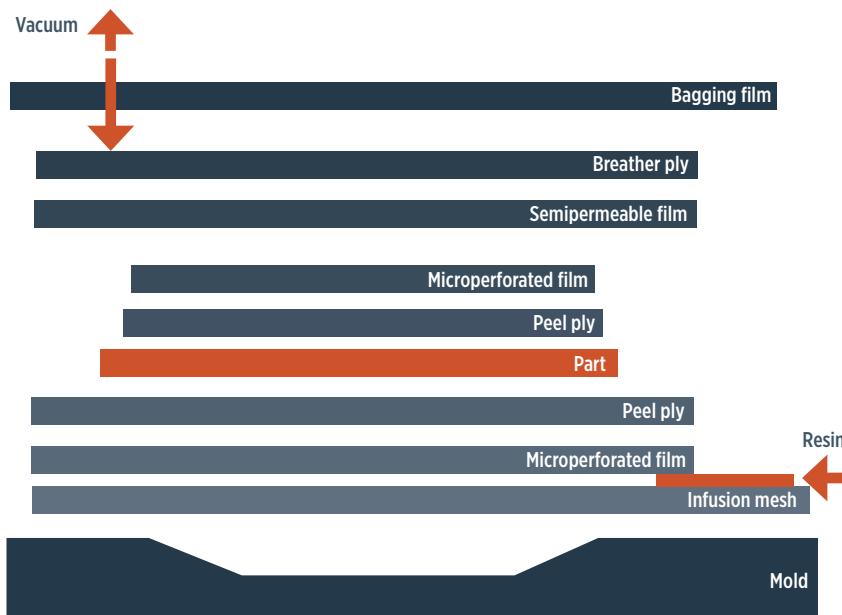 Vacuum
Bagging film
Breather ply
Semipermeable film
Microperforated film
Peel ply
Part
Peel ply
Resin
Microperforated film
Infusion mesh
Mold